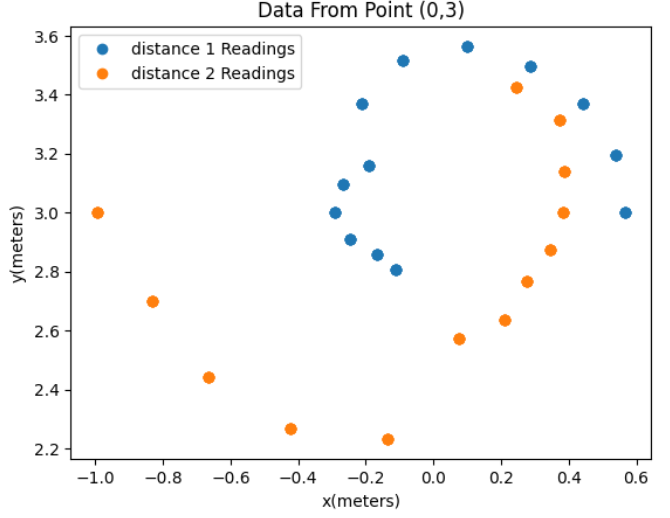 Data From Point (0,3)
distance 1 Readings
distance 2 Readings
y(meters)
3.6
3.4
3.2
3.0
2.8
2.6
2.4
2.2
−1.0 −0.8 −0.6 −0.4 −0.2 0.0 0.2 0.4 0.6
x(meters)